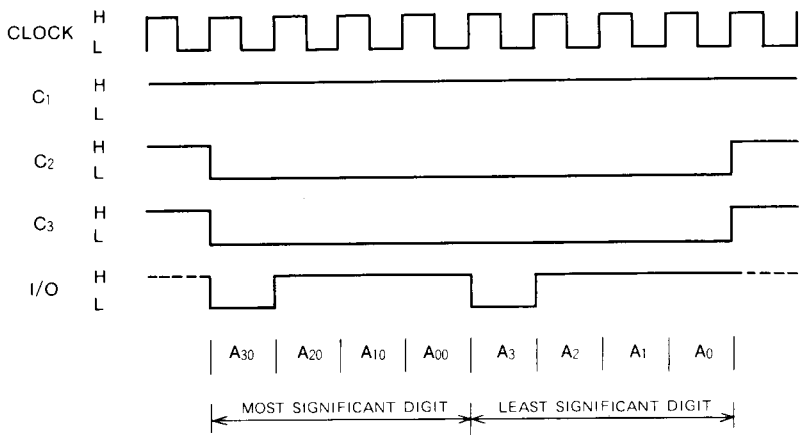 CLOCK H
L
C1 H
L
C2 H
L
C3 H
L
I/O H
L
A30 A20 A10 A00 A3 A2 A1 A0
MOST SIGNIFICANT DIGIT LEAST SIGNIFICANT DIGIT